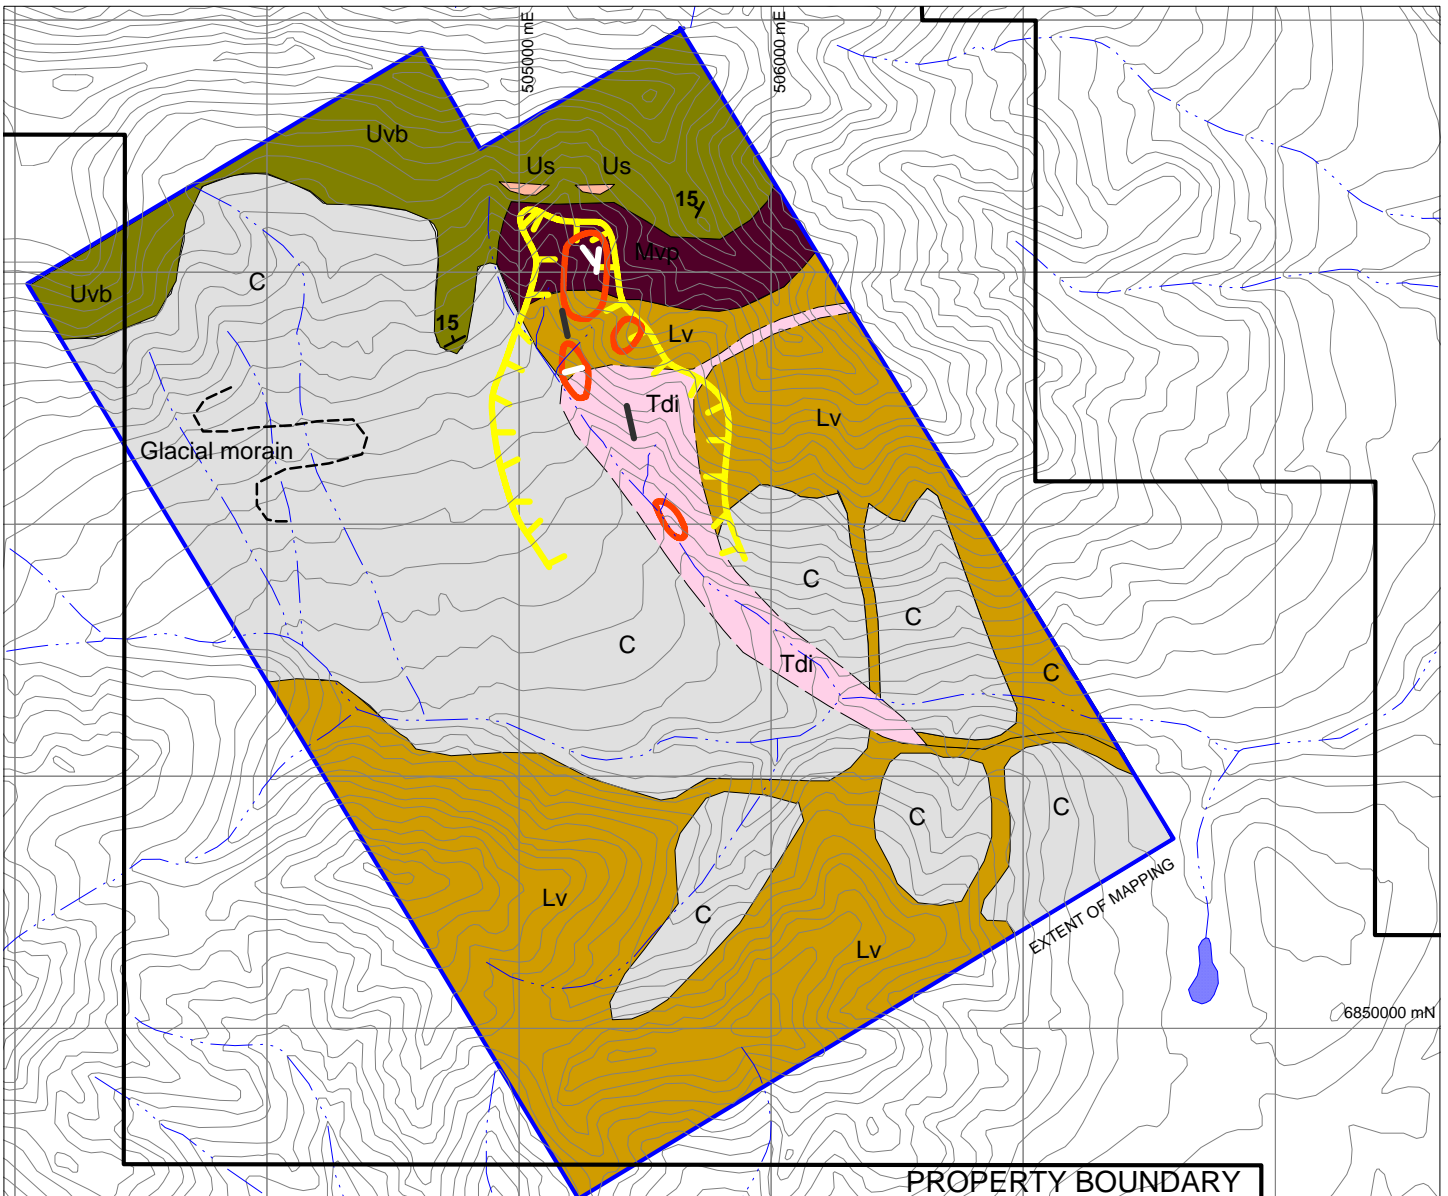 505000 mE
506000 mE
Uvb
Us
Us
15
Mvp
C
Uvb
15
Lv
Tdi
Lv
Glacial morain
C
C
C
Tdi
C
C
C
Lv
C
Lv
EXTENT OF MAPPING
6850000 mN
PROPERTY BOUNDARY